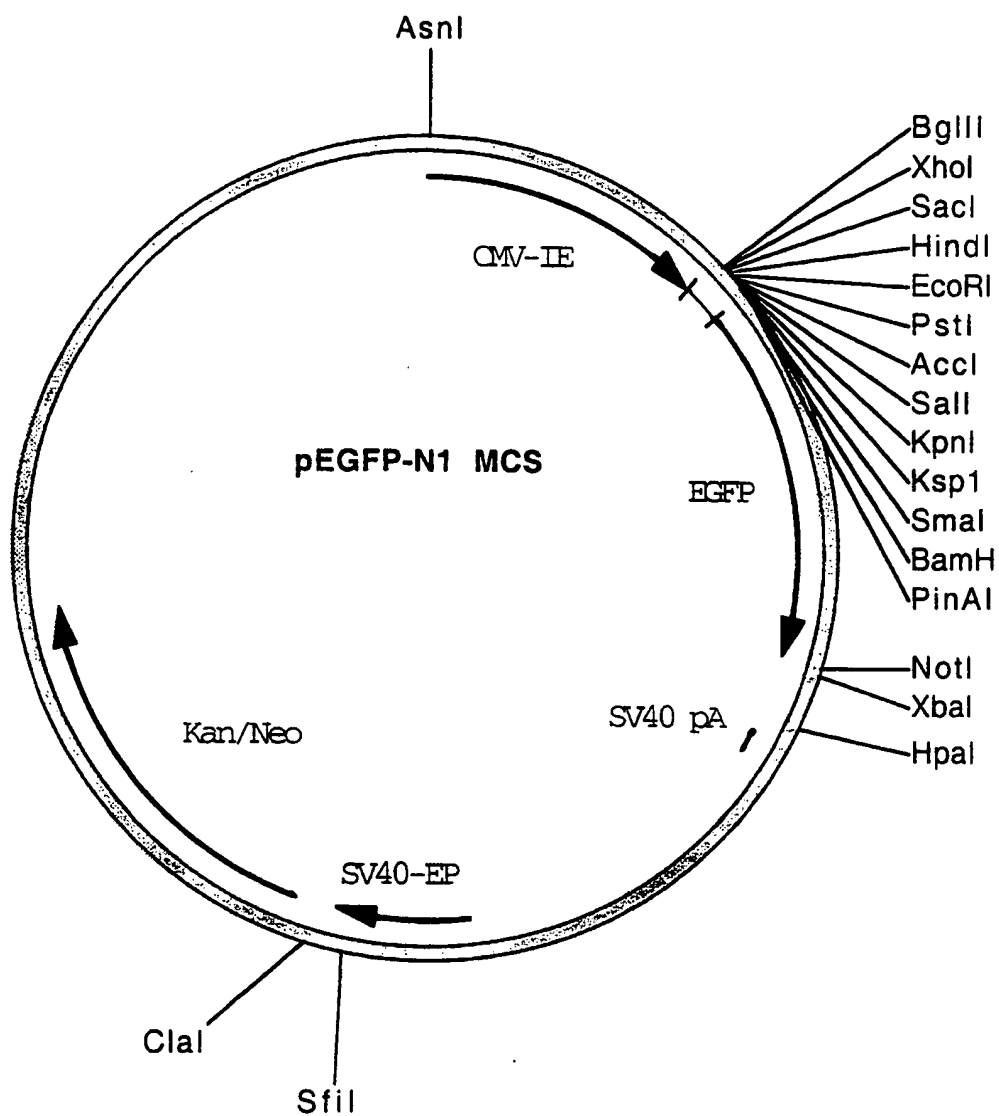 AsnI
BglII
XhoI
SacI
HindI
EcoRI
PstI
AccI
SalI
KpnI
Ksp1
SmaI
BamH
PinAI
NotI
XbaI
HpaI
CMV-IE
pEGFP-N1 MCS
EGFP
SV40 pA
Kan/Neo
SV40-EP
ClaI
SfiI